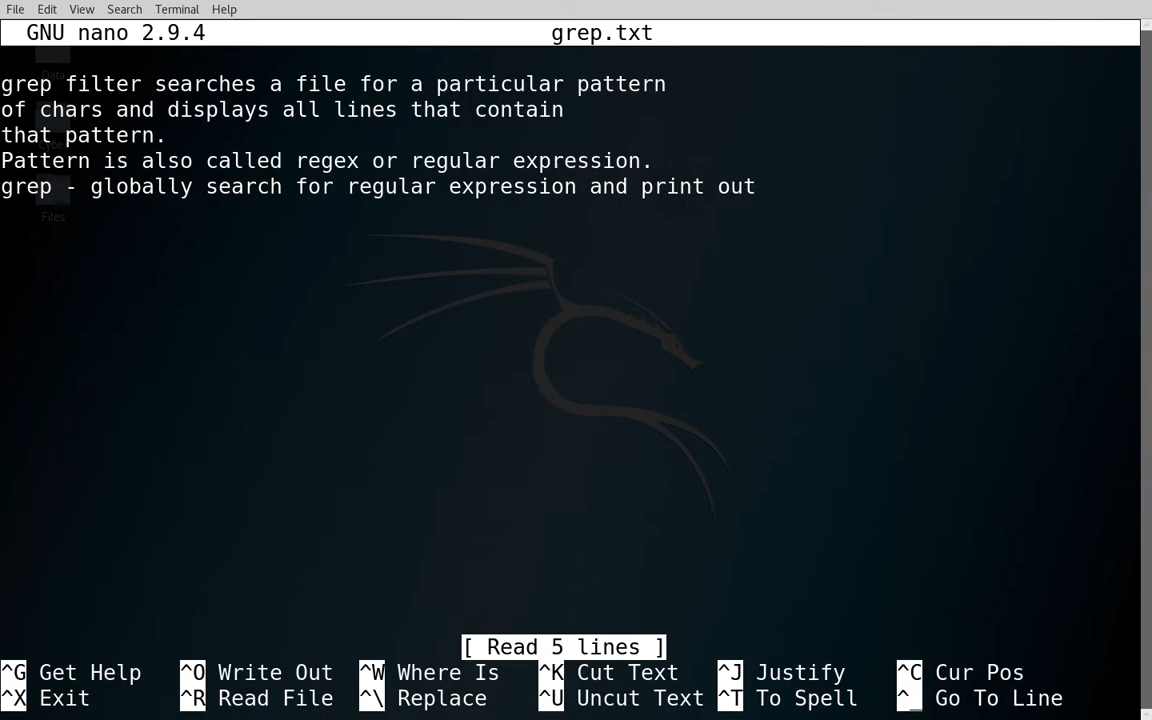 File Edit View Search Terminal Help
GNU nano 2.9.4 grep.txt
grep filter searches a file for a particular pattern
of chars and displays all lines that contain
that pattern.
Pattern is also called regex or regular expression.
grep - globally search for regular expression and print out
Files
[ Read 5 lines ]
^G Get Help ^O Write Out ^W Where Is ^K Cut Text ^J Justify ^C Cur Pos
^X Exit ^R Read File ^\ Replace ^U Uncut Text ^T To Spell ^_ Go To Line